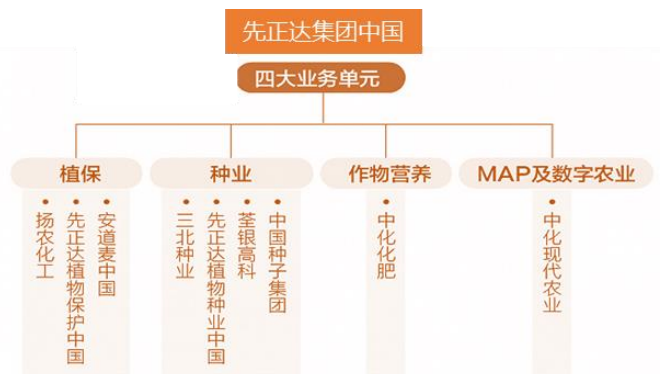 先正达集团中国
四大业务单元
植保
扬农化工
先正达植物保护中国
安道麦中国
种业
三北种业
先正达植物种业中国
荃银高科
中国种子集团
作物营养
中化化肥
MAP及数字农业
中化现代农业